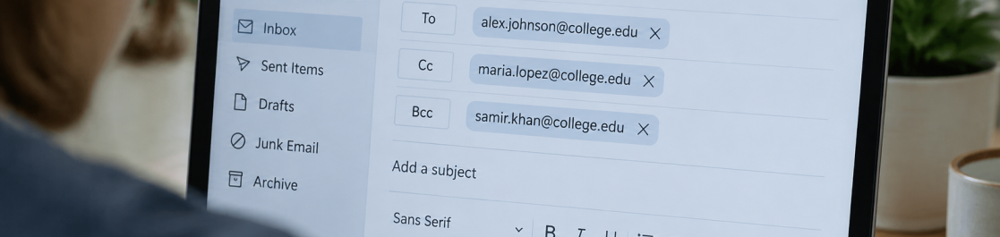 Inbox
Sent Items
Drafts
Junk Email
Archive
To alex.johnson@college.edu
Cc maria.lopez@college.edu
Bcc samir.khan@college.edu
Add a subject
Sans Serif B I U